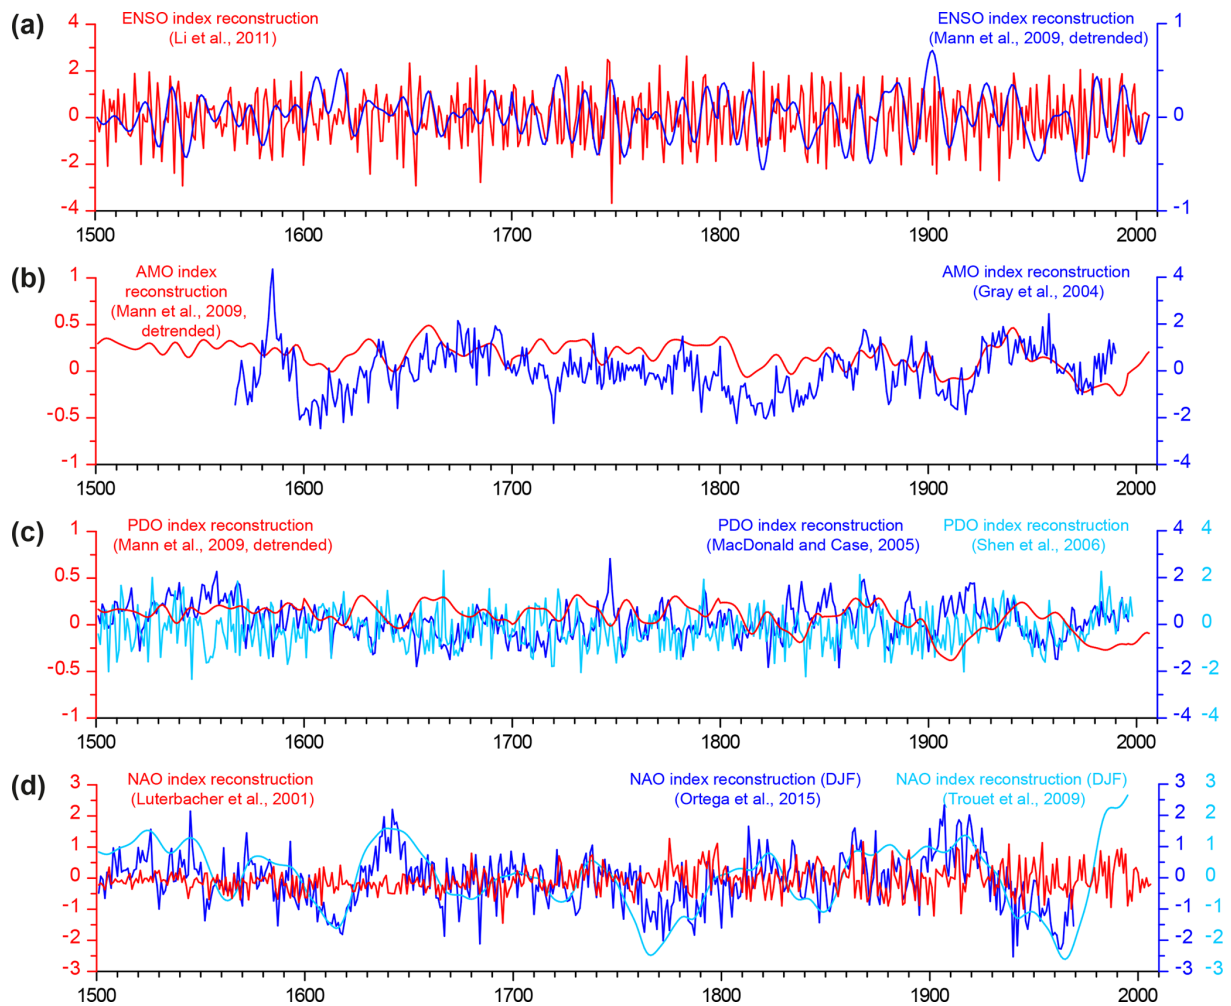 (a)
ENSO index reconstruction
(Li et al., 2011)
ENSO index reconstruction
(Mann et al., 2009, detrended)
4
2
0
-2
-4
1
0
-1
1500 1600 1700 1800 1900 2000
(b)
AMO index
reconstruction
(Mann et al., 2009,
detrended)
AMO index reconstruction
(Gray et al., 2004)
1
0.5
0
-0.5
-1
4
2
0
-2
-4
1500 1600 1700 1800 1900 2000
(c)
PDO index reconstruction
(Mann et al., 2009, detrended)
PDO index reconstruction
(MacDonald and Case, 2005)
PDO index reconstruction
(Shen et al., 2006)
1
0.5
0
-0.5
-1
4 4
2 2
0 0
-2 -2
-4 -4
1500 1600 1700 1800 1900 2000
(d)
NAO index reconstruction
(Luterbacher et al., 2001)
NAO index reconstruction (DJF)
(Ortega et al., 2015)
NAO index reconstruction (DJF)
(Trouet et al., 2009)
3
2
1
0
-1
-2
-3
3 3
2 2
1 1
0 0
-1 -1
-2 -2
-3 -3
1500 1600 1700 1800 1900 2000